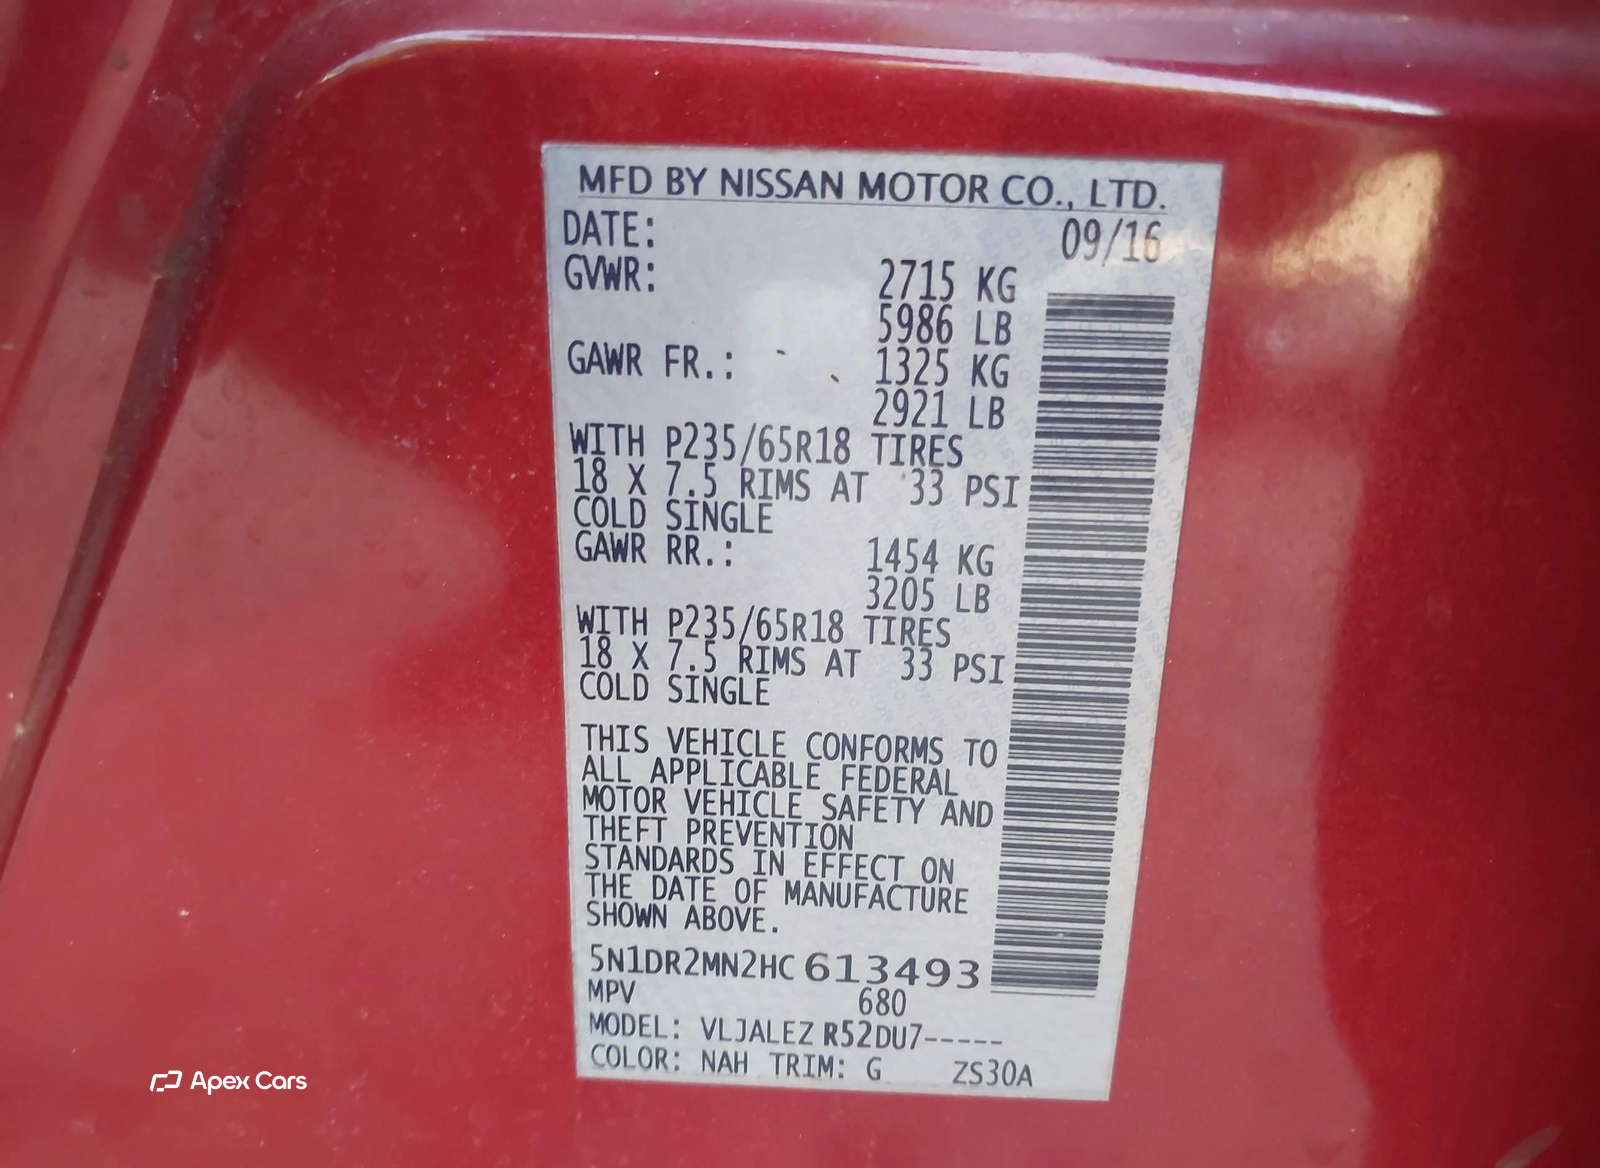 MFD BY NISSAN MOTOR CO., LTD.
DATE: 09/16
GVWR: 2715 KG
5986 LB
GAWR FR.: 1325 KG
2921 LB
WITH P235/65R18 TIRES
18 X 7.5 RIMS AT 33 PSI
COLD SINGLE
GAWR RR.: 1454 KG
3205 LB
WITH P235/65R18 TIRES
18 X 7.5 RIMS AT 33 PSI
COLD SINGLE
THIS VEHICLE CONFORMS TO
ALL APPLICABLE FEDERAL
MOTOR VEHICLE SAFETY AND
THEFT PREVENTION
STANDARDS IN EFFECT ON
THE DATE OF MANUFACTURE
SHOWN ABOVE.
5N1DR2MN2HC 613493
MPV 680
MODEL: VLJALEZ R52DU7-----
COLOR: NAH TRIM: G ZS30A
Apex Cars